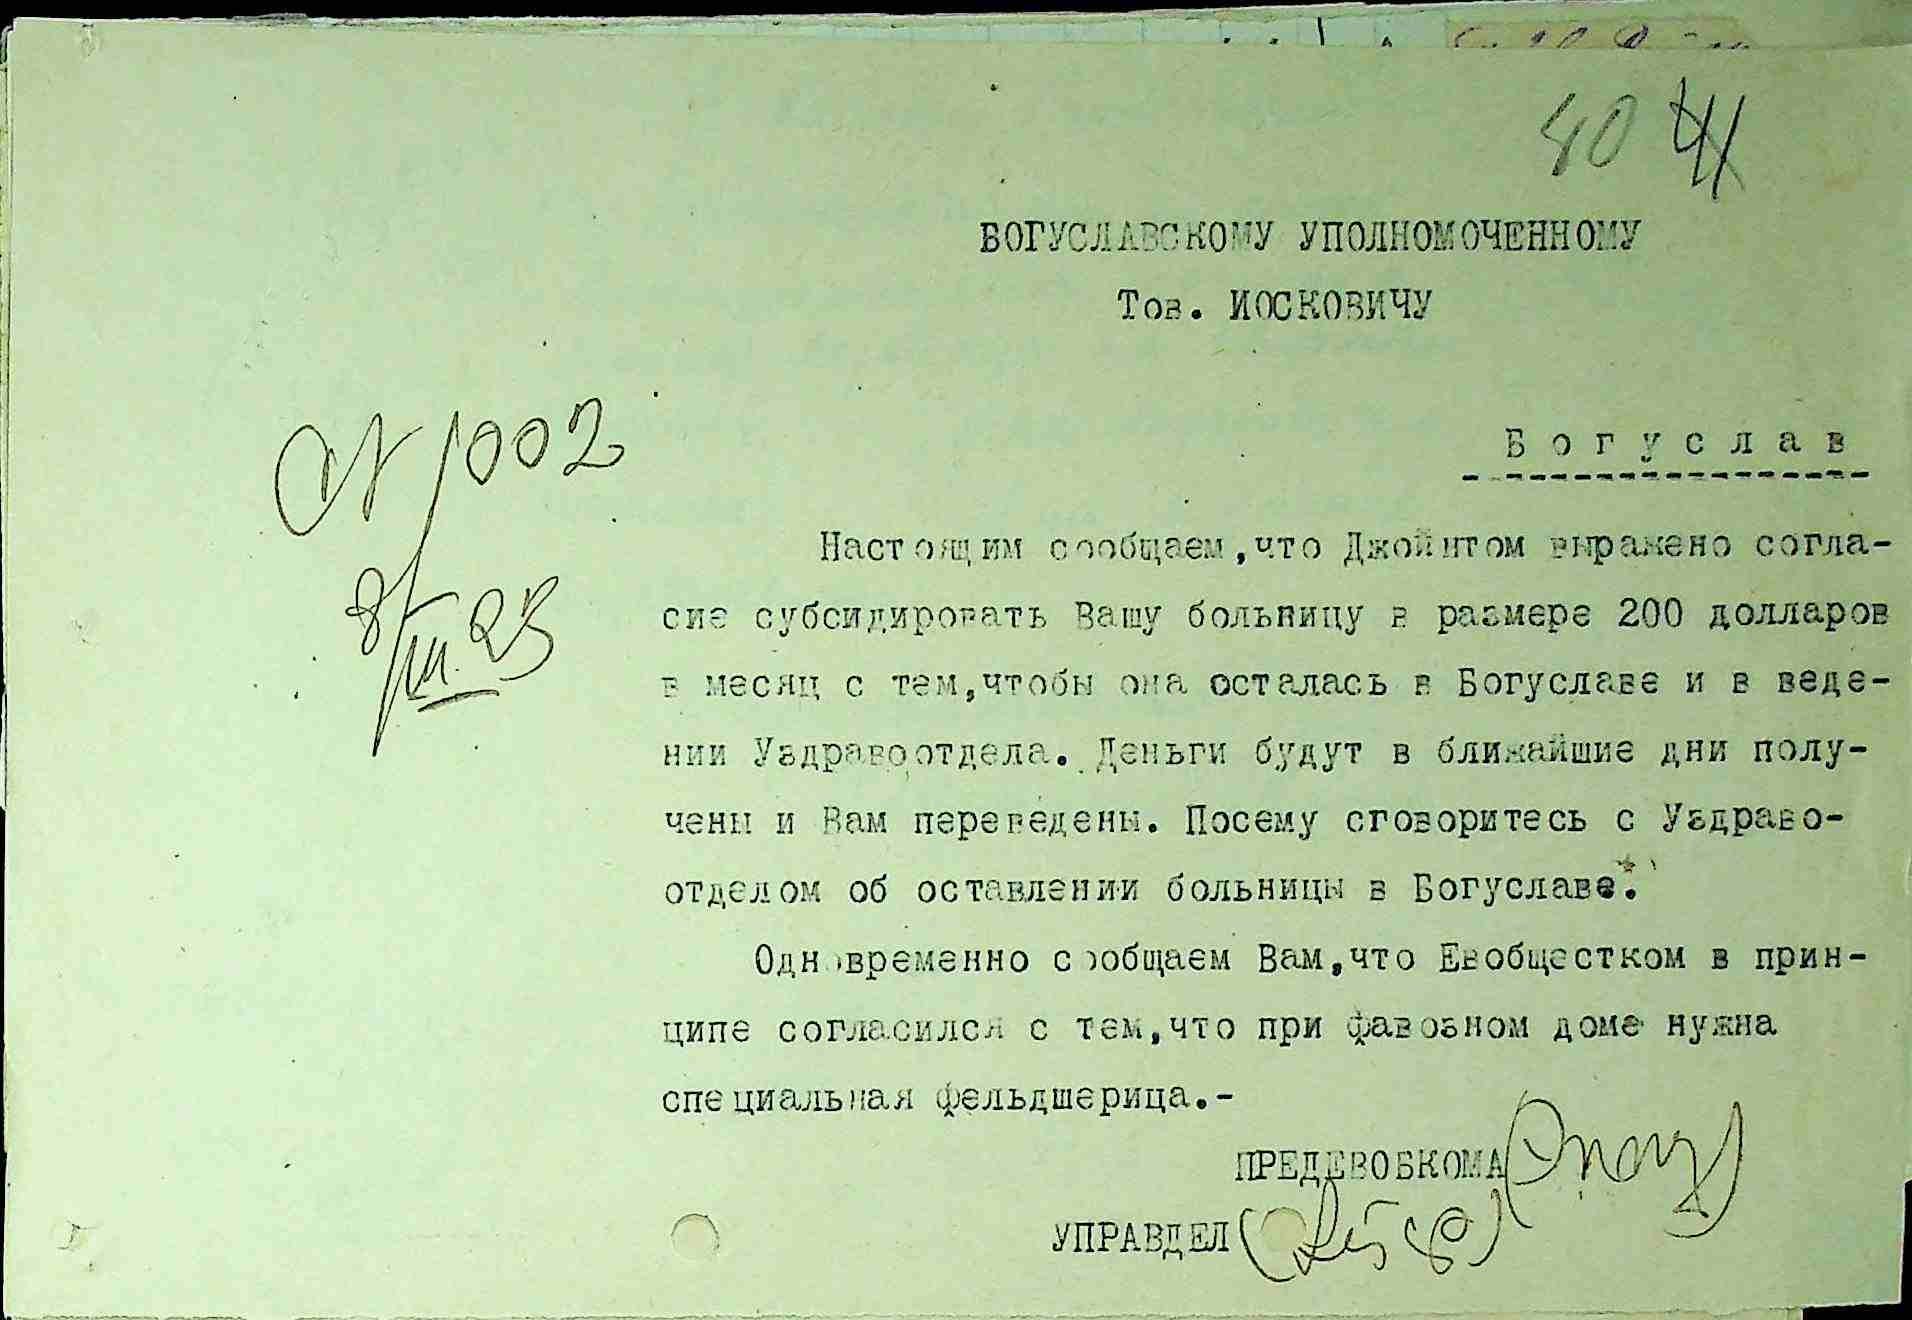 40 41
БОГУСЛАВСКОМУ УПОЛНОМОЧЕННОМУ
Тов. ИОСКОВИЧУ
№ 1002
Богуслав
8/III.23
Настоящим сообщаем,что Джойнтом выражено согла-
сие субсидировать Вашу больницу в размере 200 долларов
в месяц с тем,чтобы она осталась в Богуславе и в веде-
нии Уздравоотдела. Деньги будут в ближайшие дни полу-
чены и Вам переведены. Посему сговоритесь с Уздраво-
отделом об оставлении больницы в Богуславе.
Одновременно сообщаем Вам,что Евобщестком в прин-
ципе согласился с тем,что при фавозном доме нужна
специальная фельдшерица.-
ПРЕДЕВОБКОМА
УПРАВДЕЛ